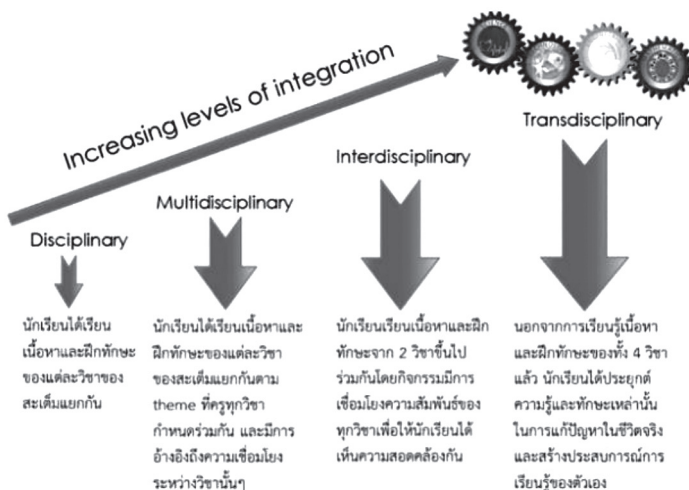 Increasing levels of integration
Transdisciplinary
Interdisciplinary
Multidisciplinary
Disciplinary
นักเรียนได้เรียน
เนื้อหาและฝึกทักษะ
ของแต่ละวิชาของ
สะเต็มแยกกัน
นักเรียนได้เรียนเนื้อหาและ
ฝึกทักษะของแต่ละวิชา
ของสะเต็มแยกกันตาม
theme ที่ครูทุกวิชา
กำหนดร่วมกัน และมีการ
อ้างอิงถึงความเชื่อมโยง
ระหว่างวิชานั้นๆ
นักเรียนเรียนเนื้อหาและฝึก
ทักษะจาก 2 วิชาขึ้นไป
ร่วมกันโดยกิจกรรมมีการ
เชื่อมโยงความสัมพันธ์ของ
ทุกวิชาเพื่อให้นักเรียนได้
เห็นความสอดคล้องกัน
นอกจากการเรียนรู้เนื้อหา
และฝึกทักษะของทั้ง 4 วิชา
แล้ว นักเรียนได้ประยุกต์
ความรู้และทักษะเหล่านั้น
ในการแก้ปัญหาในชีวิตจริง
และสร้างประสบการณ์การ
เรียนรู้ของตัวเอง